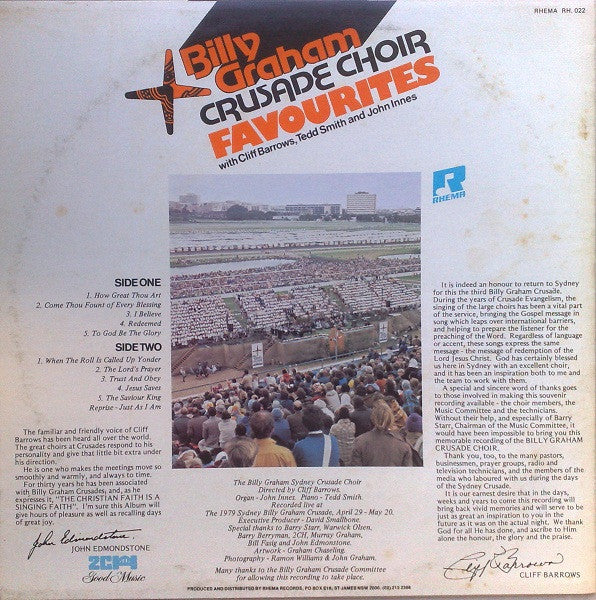 RHEMA RH. 022
Billy
Graham
CRUSADE CHOIR
FAVOURITES
with Cliff Barrows, Tedd Smith and John Innes
RHEMA
SIDE ONE
1. How Great Thou Art
2. Come Thou Fount of Every Blessing
3. I Believe
4. Redeemed
5. To God Be The Glory
SIDE TWO
1. When The Roll Is Called Up Yonder
2. The Lord's Prayer
3. Trust And Obey
4. Jesus Saves
5. The Saviour King
Reprise - Just As I Am
The familiar and friendly voice of Cliff
Barrows has been heard all over the world.
The great choirs at Crusades respond to his
personality and give that little bit extra under
his direction.
He is one who makes the meetings move so
smoothly and warmly, and always to time.
For thirty years he has been associated
with Billy Graham Crusades, and, as he
expresses it, "THE CHRISTIAN FAITH IS A
SINGING FAITH". I'm sure this Album will
give hours of pleasure as well as recalling days
of great joy.
John Edmondstone.
JOHN EDMONDSTONE
2CH
Good Music
The Billy Graham Sydney Crusade Choir
Directed by Cliff Barrows.
Organ - John Innes. Piano - Tedd Smith.
Recorded live at
The 1979 Sydney Billy Graham Crusade, April 29 - May 20.
Executive Producer - David Smallbone.
Special thanks to Barry Starr, Warwick Olsen,
Barry Berryman, 2CH, Murray Graham,
Bill Fasig and John Edmonstone.
Artwork - Graham Chaseling.
Photography - Ramon Williams & John Graham.
Many thanks to the Billy Graham Crusade Committee
for allowing this recording to take place.
PRODUCED AND DISTRIBUTED BY RHEMA RECORDS, PO BOX 518, ST JAMES NSW 2000. (02) 213 2388
It is indeed an honour to return to Sydney
for this the third Billy Graham Crusade.
During the years of Crusade Evangelism, the
singing of the large choirs has been a vital part
of the service, bringing the Gospel message in
song which leaps over international barriers,
and helping to prepare the listener for the
preaching of the Word. Regardless of language
or accent, these songs express the same
message - the message of redemption of the
Lord Jesus Christ. God has certainly blessed
us here in Sydney with an excellent choir,
and it has been an inspiration both to me and
the team to work with them.
A special and sincere word of thanks goes
to those involved in making this souvenir
recording available - the choir members, the
Music Committee and the technicians.
Without their help, and especially of Barry
Starr, Chairman of the Music Committee, it
would have been impossible to bring you this
memorable recording of the BILLY GRAHAM
CRUSADE CHOIR.
Thank you, too, to the many pastors,
businessmen, prayer groups, radio and
television technicians, and the members of the
media who laboured with us during the days
of the Sydney Crusade.
It is our earnest desire that in the days,
weeks and years to come this recording will
bring back vivid memories and will serve to be
just as great an inspiration to you in the
future as it was on the actual night. We thank
God for all He has done, and ascribe to Him
alone the honour, the glory and the praise.
Cliff Barrows
CLIFF BARROWS